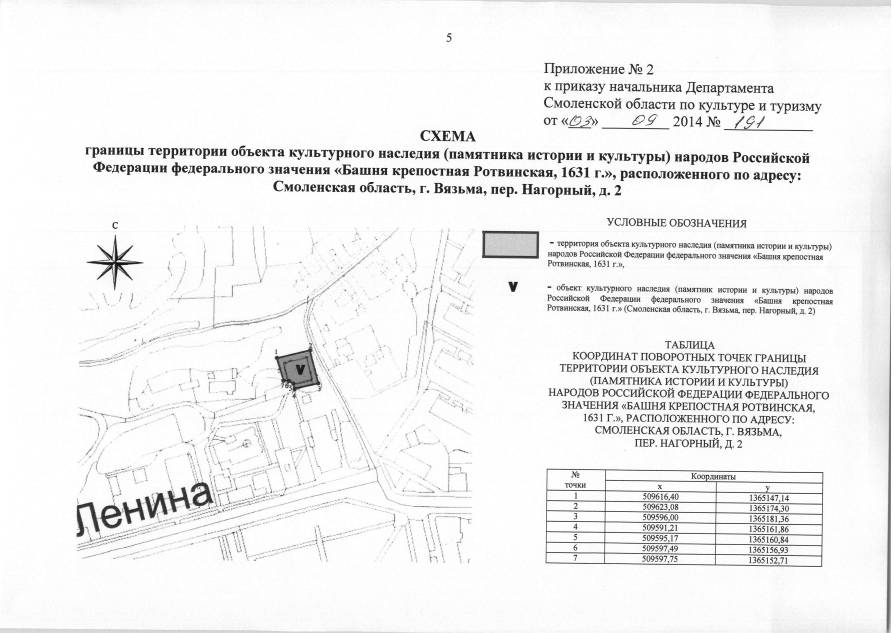 5
Приложение № 2
к приказу начальника Департамента
Смоленской области по культуре и туризму
от «03» 09 2014 № 191
СХЕМА
границы территории объекта культурного наследия (памятника истории и культуры) народов Российской
Федерации федерального значения «Башня крепостная Ротвинская, 1631 г.», расположенного по адресу:
Смоленская область, г. Вязьма, пер. Нагорный, д. 2
С
1
V
Ленина
УСЛОВНЫЕ ОБОЗНАЧЕНИЯ
- территория объекта культурного наследия (памятника истории и культуры)
народов Российской Федерации федерального значения «Башня крепостная
Ротвинская, 1631 г.»,
V - объект культурного наследия (памятник истории и культуры) народов
Российской Федерации федерального значения «Башня крепостная
Ротвинская, 1631 г.» (Смоленская область, г. Вязьма, пер. Нагорный, д. 2)
ТАБЛИЦА
КООРДИНАТ ПОВОРОТНЫХ ТОЧЕК ГРАНИЦЫ
ТЕРРИТОРИИ ОБЪЕКТА КУЛЬТУРНОГО НАСЛЕДИЯ
(ПАМЯТНИКА ИСТОРИИ И КУЛЬТУРЫ)
НАРОДОВ РОССИЙСКОЙ ФЕДЕРАЦИИ ФЕДЕРАЛЬНОГО
ЗНАЧЕНИЯ «БАШНЯ КРЕПОСТНАЯ РОТВИНСКАЯ,
1631 Г.», РАСПОЛОЖЕННОГО ПО АДРЕСУ:
СМОЛЕНСКАЯ ОБЛАСТЬ, Г. ВЯЗЬМА,
ПЕР. НАГОРНЫЙ, Д. 2
№ точки Координаты
x y
1 509616,40 1365147,14
2 509623,08 1365174,30
3 509596,00 1365181,36
4 509591,21 1365161,86
5 509595,17 1365160,84
6 509597,49 1365156,93
7 509597,75 1365152,71